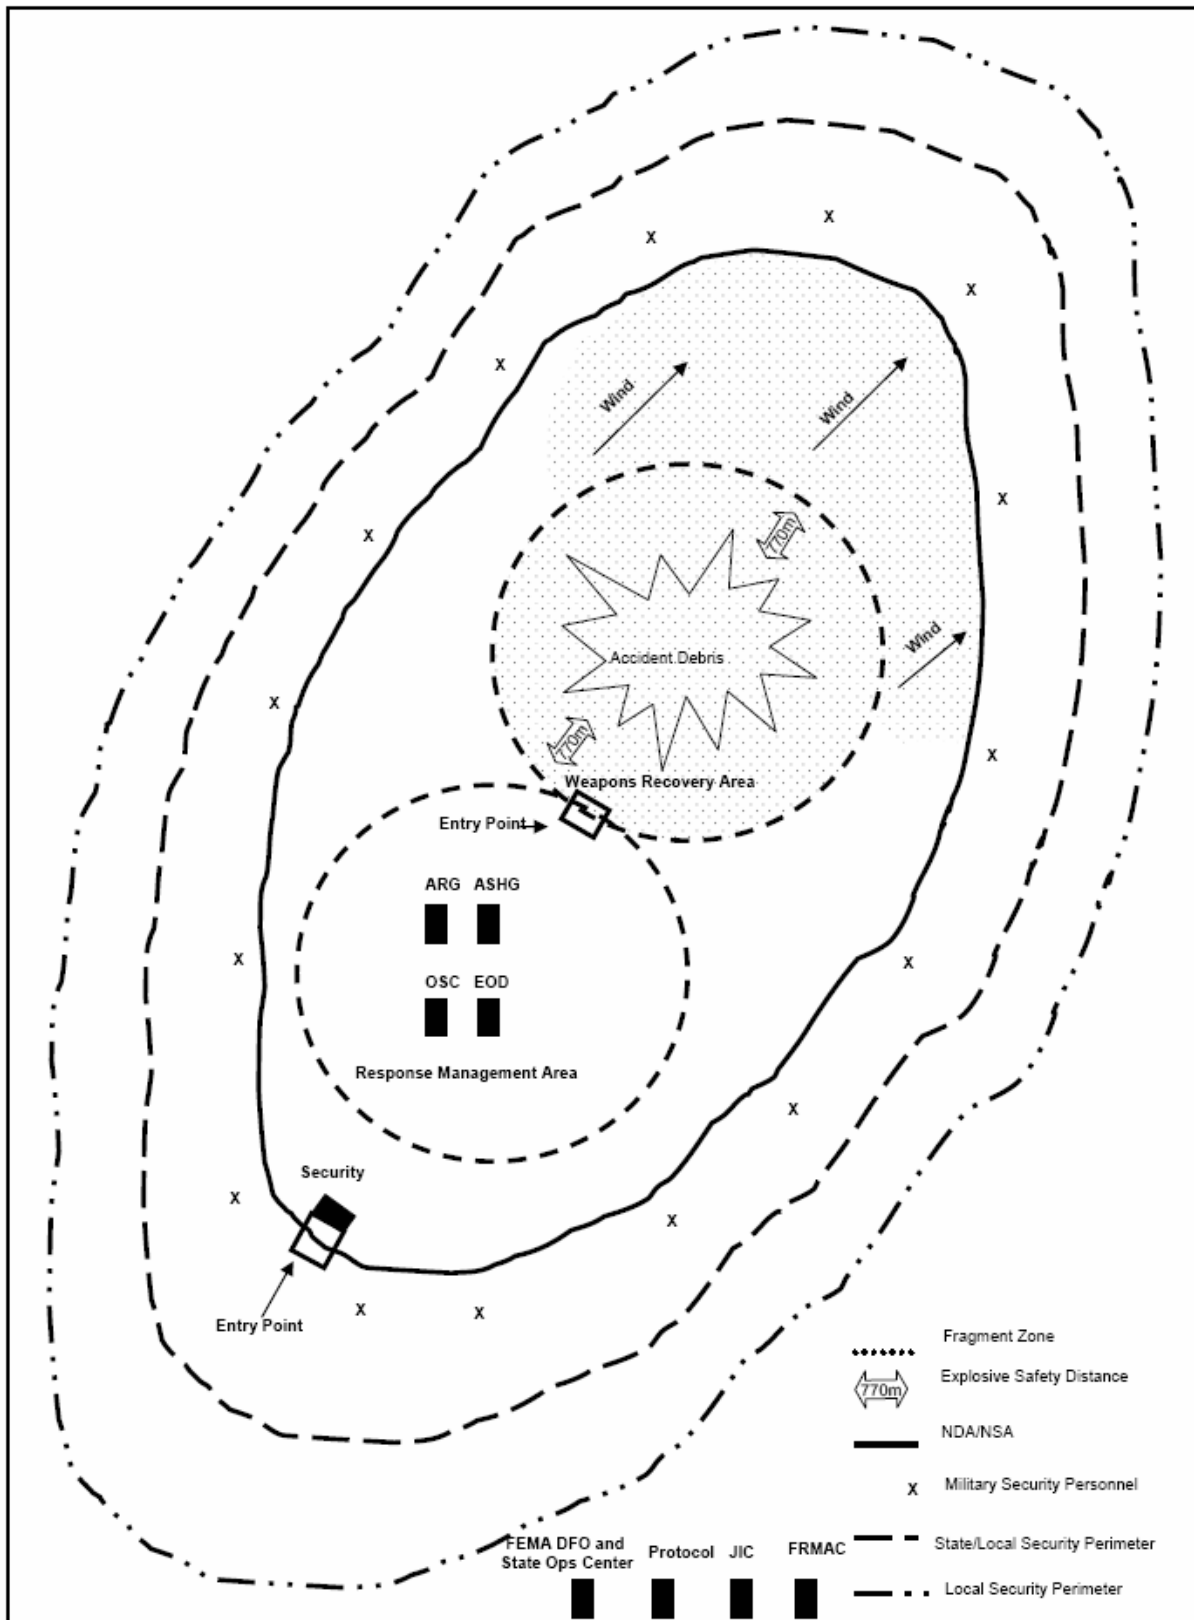 X
X
X
X
Wind
Wind
X
X
770m
Wind
Accident Debris
X
770m
X
Weapons Recovery Area
Entry Point
ARG ASHG
X
X
OSC EOD
Response Management Area
X
Security
X
X
Entry Point
X
X
Fragment Zone
770m
Explosive Safety Distance
NDA/NSA
X
Military Security Personnel
State/Local Security Perimeter
Local Security Perimeter
FEMA DFO and
State Ops Center
Protocol
JIC
FRMAC